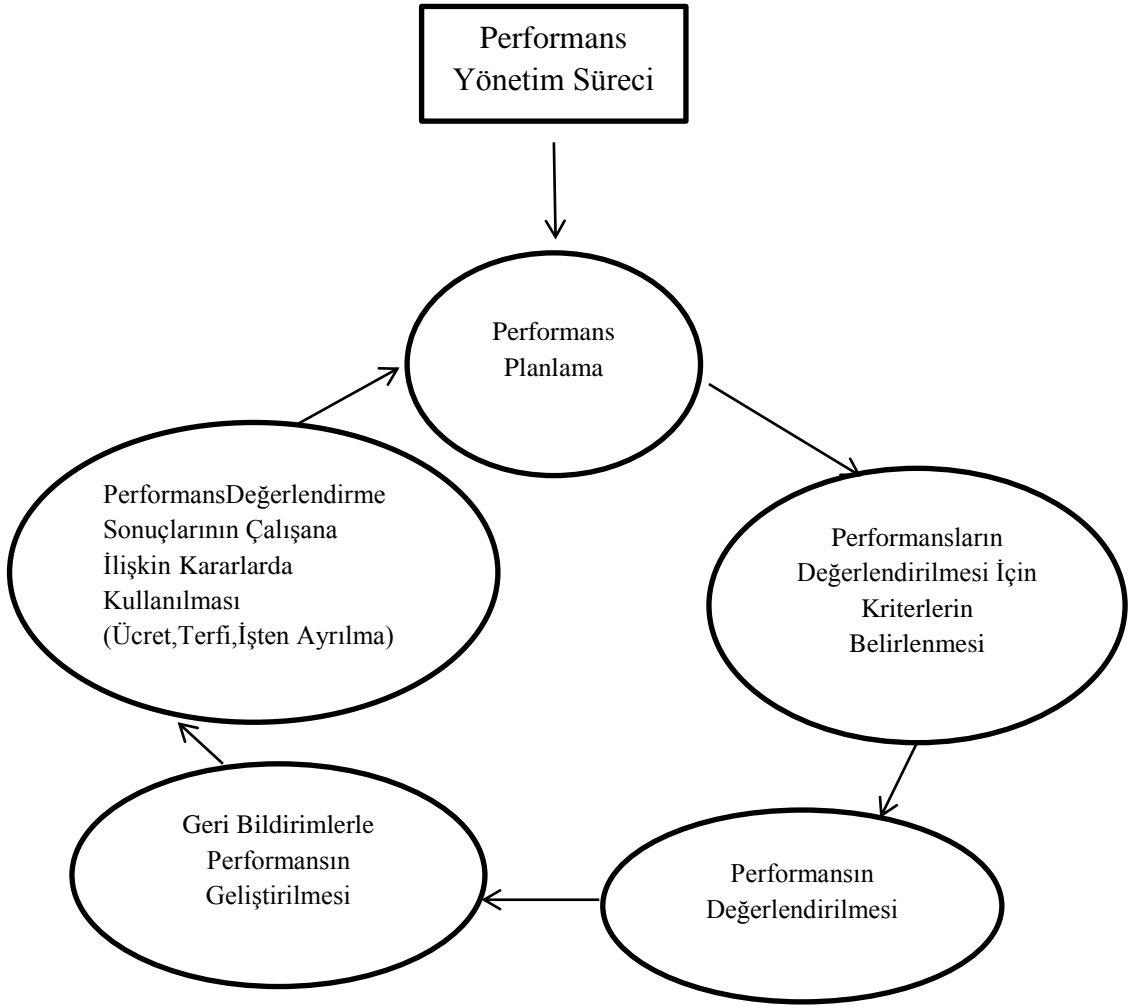 Performans
Yönetim Süreci
Performans
Planlama
Performansların
Değerlendirilmesi İçin
Kriterlerin
Belirlenmesi
Performansın
Değerlendirilmesi
Geri Bildirimlerle
Performansın
Geliştirilmesi
PerformansDeğerlendirme
Sonuçlarının Çalışana
İlişkin Kararlarda
Kullanılması
(Ücret,Terfi,İşten Ayrılma)